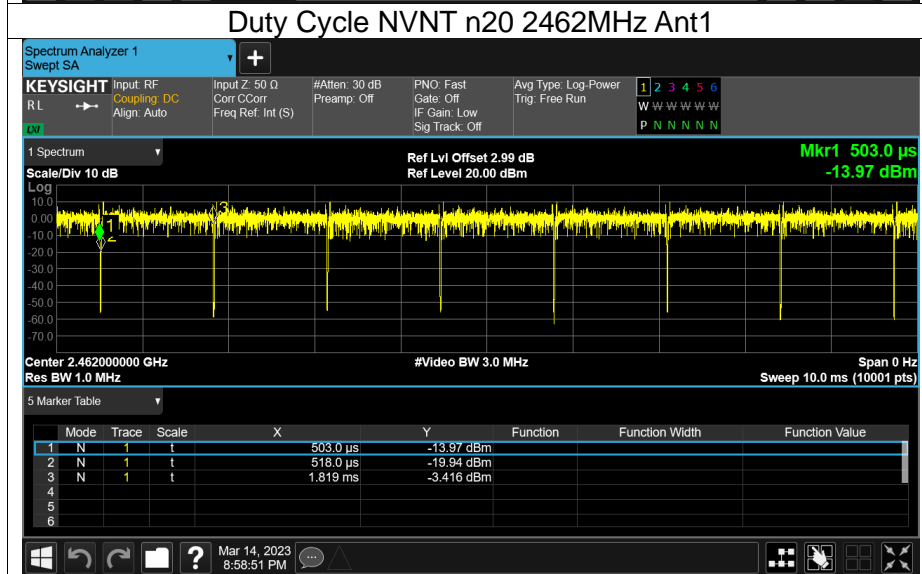 Duty Cycle NVNT n20 2462MHz Ant1
Spectrum Analyzer 1
Swept SA
+
KEYSIGHT Input: RF Input Z: 50 Ω #Atten: 30 dB PNO: Fast Avg Type: Log-Power 1 2 3 4 5 6
R L Coupling: DC Corr CCorr Preamp: Off Gate: Off Trig: Free Run W W W W W W
Align: Auto Freq Ref: Int (S) IF Gain: Low
LXI Sig Track: Off P N N N N N
1 Spectrum Ref Lvl Offset 2.99 dB Mkr1 503.0 µs
Scale/Div 10 dB Ref Level 20.00 dBm -13.97 dBm
Log
10.0
0.00
-10.0
-20.0
-30.0
-40.0
-50.0
-60.0
-70.0
1
2
3
Center 2.462000000 GHz #Video BW 3.0 MHz Span 0 Hz
Res BW 1.0 MHz Sweep 10.0 ms (10001 pts)
5 Marker Table
Mode Trace Scale X Y Function Function Width Function Value
1 N 1 t 503.0 µs -13.97 dBm
2 N 1 t 518.0 µs -19.94 dBm
3 N 1 t 1.819 ms -3.416 dBm
4
5
6
? Mar 14, 2023
8:58:51 PM